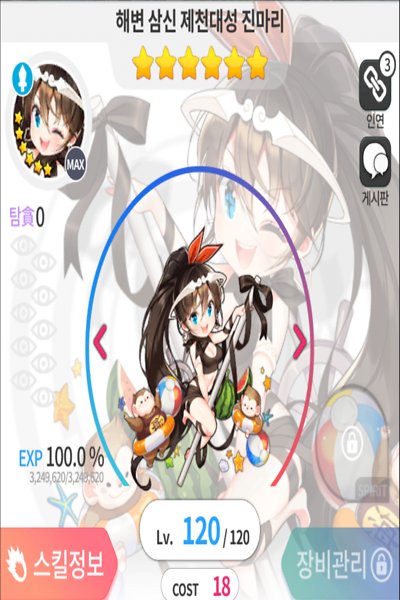 해변 삼신 제천대성 진마리
3
인연
MAX
게시판
탐貪0
EXP 100.0 %
3,249,620/3,249,620
SPIRIT
스킬정보
Lv. 120/120
장비관리
COST 18